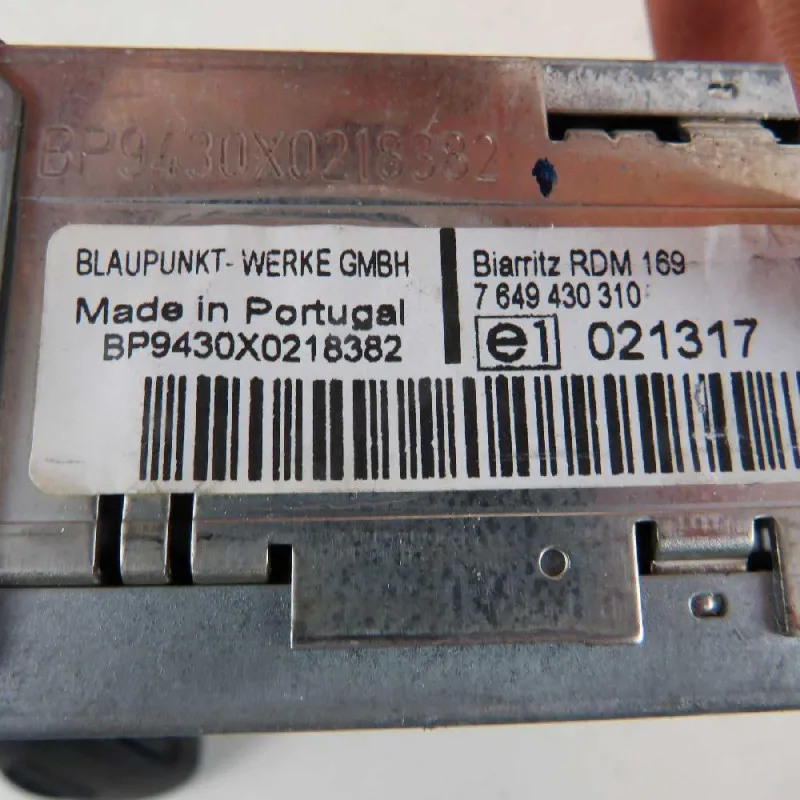 BP9430X0218382
BLAUPUNKT-WERKE GMBH
Made in Portugal
BP9430X0218382
Biarritz RDM 169
7 649 430 310
e1 021317